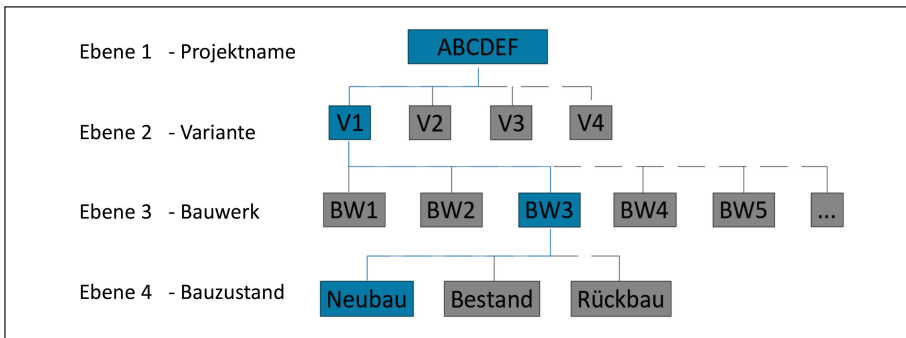 Ebene 1 - Projektname
ABCDEF
Ebene 2 - Variante
V1 V2 V3 V4
Ebene 3 - Bauwerk
BW1 BW2 BW3 BW4 BW5 ...
Ebene 4 - Bauzustand
Neubau Bestand Rückbau